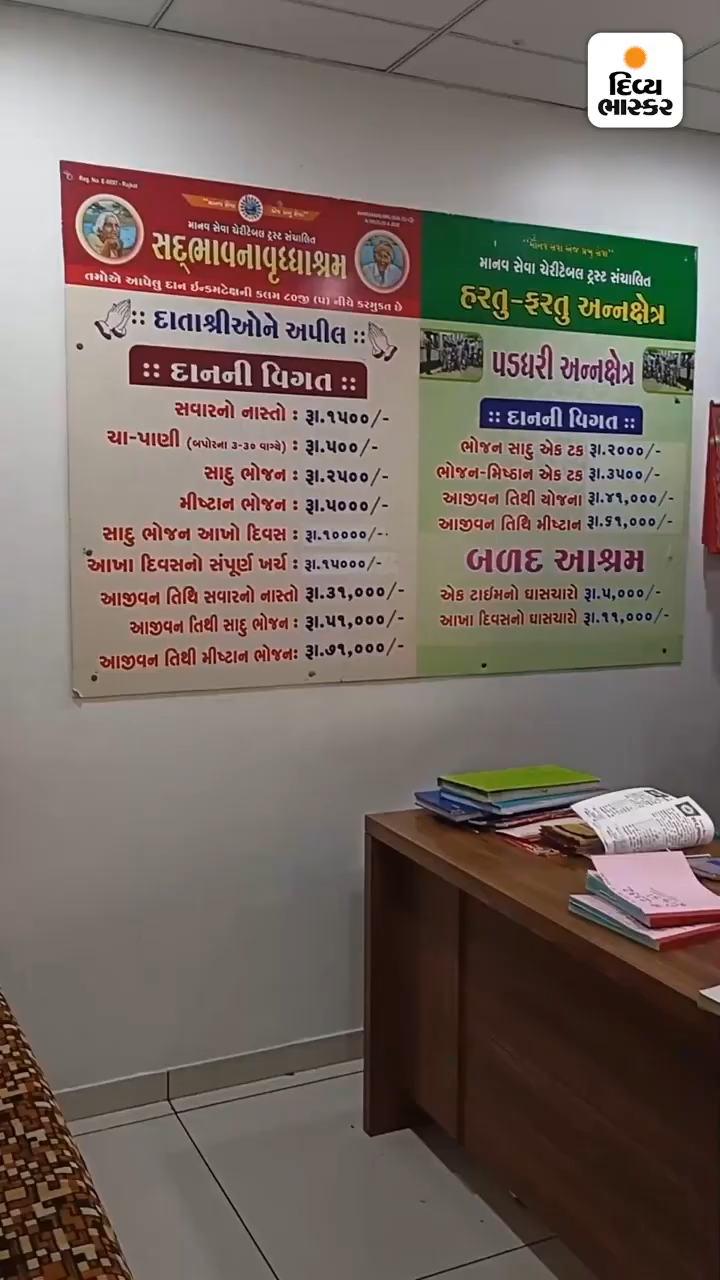 દિવ્ય
ભાસ્કર
Reg. No. E-8037 - Rajkot
માનવ સેવા ચેરીટેબલ ટ્રસ્ટ સંચાલિત
સદ્ભાવનાવૃધ્ધાશ્રમ
તમોએ આપેલુ દાન ઈન્કમટેક્ષની કલમ ૮૦જી (૫) નીચે કરમુકત છે
:: દાતાશ્રીઓને અપીલ ::
:: દાનની વિગત ::
સવારનો નાસ્તો : રૂા.૧૫૦૦/-
ચા-પાણી (બપોરના ૩-૩૦ વાગ્યે) : રૂા.૫૦૦/-
સાદુ ભોજન : રૂા.૨૫૦૦/-
મીષ્ટાન ભોજન : રૂા.૫૦૦૦/-
સાદુ ભોજન આખો દિવસ : રૂા.૧૦૦૦૦/-
આખા દિવસનો સંપૂર્ણ ખર્ચ : રૂા.૧૫૦૦૦/-
આજીવન તિથિ સવારનો નાસ્તો રૂા.૩૧,૦૦૦/-
આજીવન તિથી સાદુ ભોજન : રૂા.૫૧,૦૦૦/-
આજીવન તિથી મીષ્ટાન ભોજન: રૂા.૭૧,૦૦૦/-
માનવ સેવા ચેરીટેબલ ટ્રસ્ટ સંચાલિત
હરતુ-ફરતુ અન્નક્ષેત્ર
પડધરી અન્નક્ષેત્ર
:: દાનની વિગત ::
ભોજન સાદુ એક ટક રૂા.૨૦૦૦/-
ભોજન-મિષ્ઠાન એક ટક રૂા.૩૫૦૦/-
આજીવન તિથી યોજના રૂા.૪૧,૦૦૦/-
આજીવન તિથિ મીષ્ટાન રૂા.૬૧,૦૦૦/-
બળદ આશ્રમ
એક ટાઈમનો ઘાસચારો રૂા.૫,૦૦૦/-
આખા દિવસનો ઘાસચારો રૂા.૧૧,૦૦૦/-